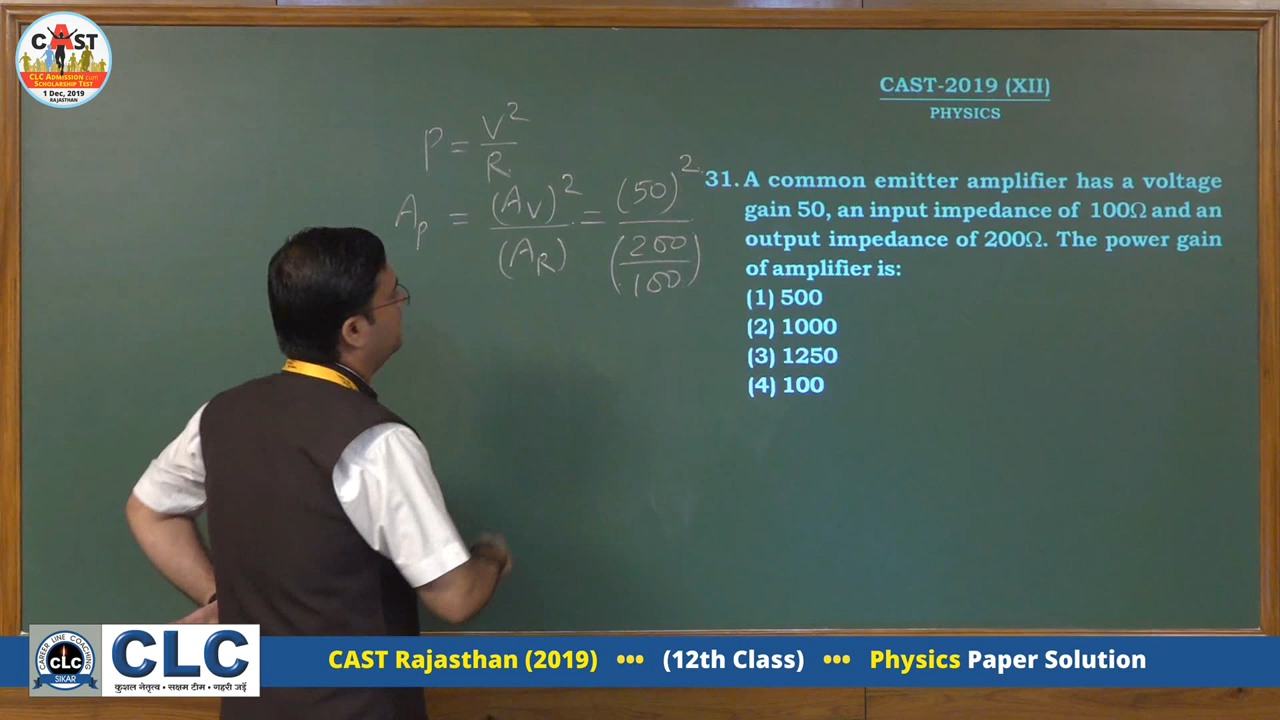 CAST
CLC ADMISSION CUM
SCHOLARSHIP TEST
1 Dec, 2019
RAJASTHAN
P = V²/R
A_p = (A_V)²/(A_R) = (50)²/(200/100)
CAST-2019 (XII)
PHYSICS
31. A common emitter amplifier has a voltage
gain 50, an input impedance of 100Ω and an
output impedance of 200Ω. The power gain
of amplifier is:
(1) 500
(2) 1000
(3) 1250
(4) 100
CAREER LINE COACHING
CLC
SIKAR
CLC
कुशल नेतृत्व • सक्षम टीम • गहरी जड़ें
CAST Rajasthan (2019) ••• (12th Class) ••• Physics Paper Solution